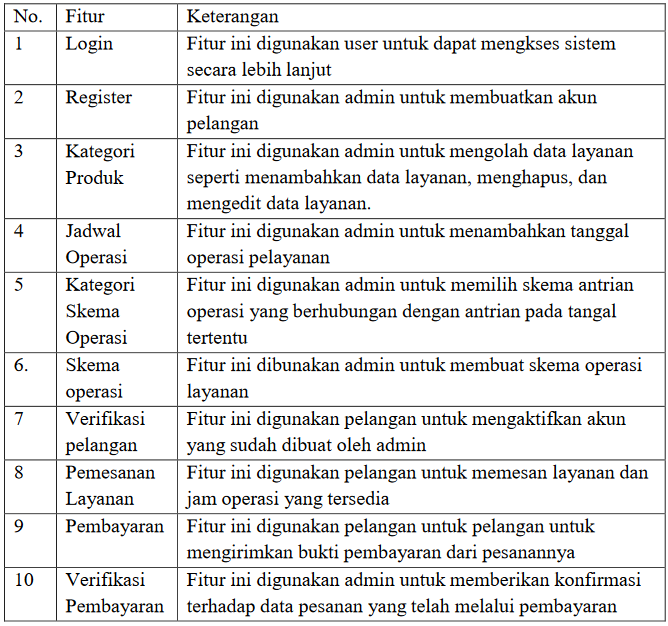 No. Fitur Keterangan
1 Login Fitur ini digunakan user untuk dapat mengkses sistem
secara lebih lanjut
2 Register Fitur ini digunakan admin untuk membuatkan akun
pelangan
3 Kategori Fitur ini digunakan admin untuk mengolah data layanan
Produk seperti menambahkan data layanan, menghapus, dan
mengedit data layanan.
4 Jadwal Fitur ini digunakan admin untuk menambahkan tanggal
Operasi operasi pelayanan
5 Kategori Fitur ini digunakan admin untuk memilih skema antrian
Skema operasi yang berhubungan dengan antrian pada tangal
Operasi tertentu
6. Skema Fitur ini dibunakan admin untuk membuat skema operasi
operasi layanan
7 Verifikasi Fitur ini digunakan pelangan untuk mengaktifkan akun
pelangan yang sudah dibuat oleh admin
8 Pemesanan Fitur ini digunakan pelangan untuk memesan layanan dan
Layanan jam operasi yang tersedia
9 Pembayaran Fitur ini digunakan pelangan untuk pelangan untuk
mengirimkan bukti pembayaran dari pesanannya
10 Verifikasi Fitur ini digunakan admin untuk memberikan konfirmasi
Pembayaran terhadap data pesanan yang telah melalui pembayaran